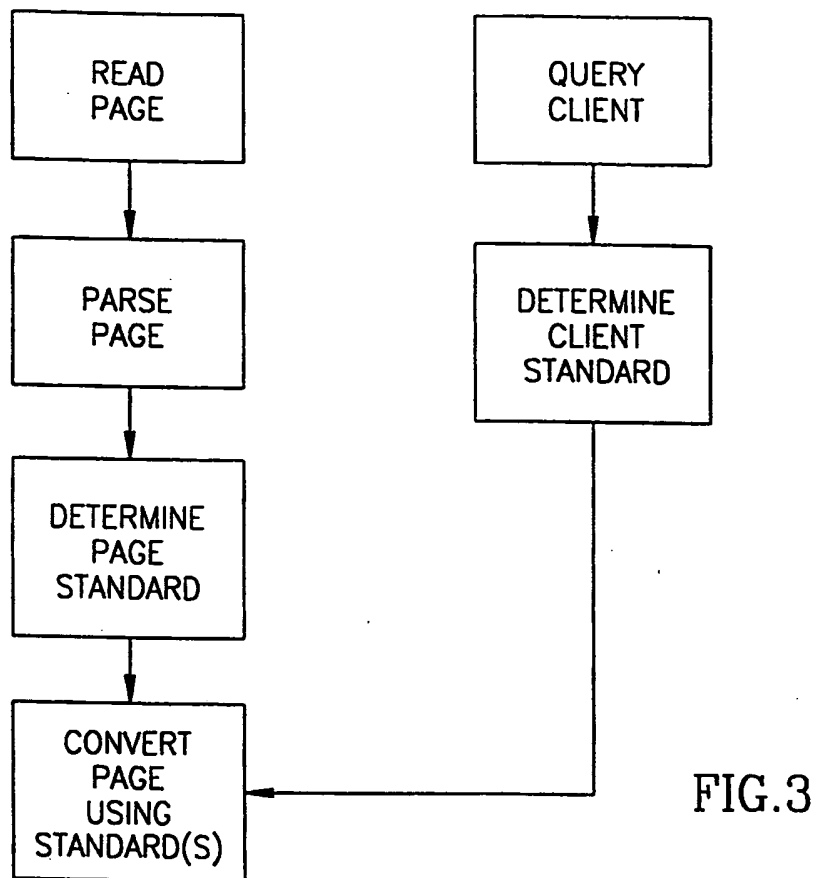 READ
PAGE
PARSE
PAGE
DETERMINE
PAGE
STANDARD
CONVERT
PAGE
USING
STANDARD(S)
QUERY
CLIENT
DETERMINE
CLIENT
STANDARD
FIG.3